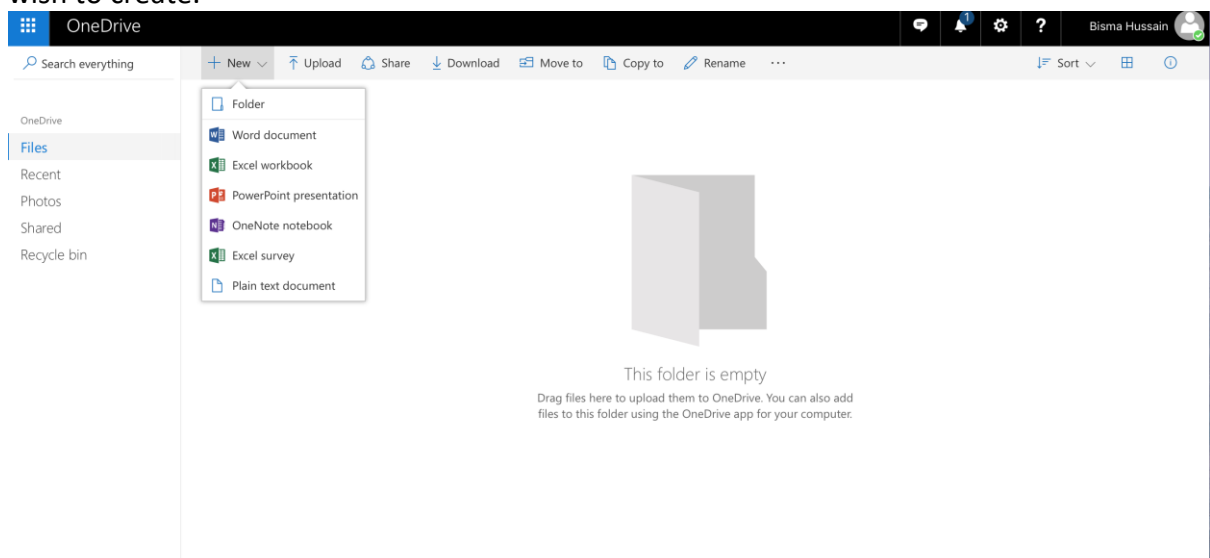 wish to create.
OneDrive 1 ? Bisma Hussain
Search everything New Upload Share Download Move to Copy to Rename ... Sort
Folder
Word document
Excel workbook
PowerPoint presentation
OneNote notebook
Excel survey
Plain text document
OneDrive
Files
Recent
Photos
Shared
Recycle bin
This folder is empty
Drag files here to upload them to OneDrive. You can also add
files to this folder using the OneDrive app for your computer.